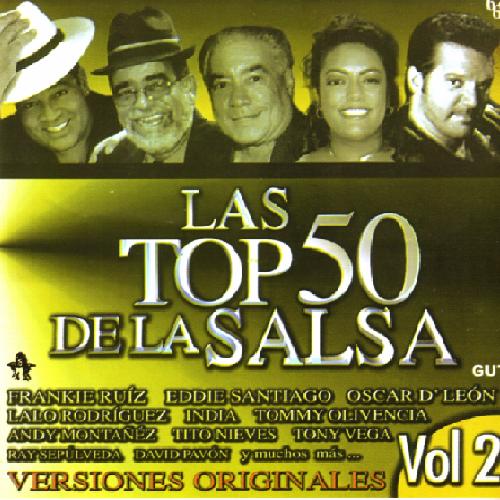 LAS
TOP 50
DE LA SALSA
GUT
FRANKIE RUÍZ EDDIE SANTIAGO OSCAR D' LEÓN
LALO RODRÍGUEZ INDIA TOMMY OLIVENCIA
ANDY MONTAÑÉZ TITO NIEVES TONY VEGA
RAY SEPÚLVEDA DAVID PAVÓN y muchos más ...
VERSIONES ORIGINALES
Vol 2